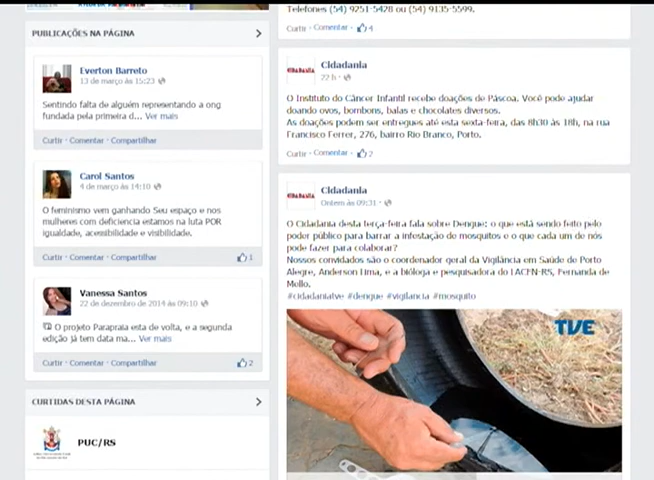 Telefones (54) 9251-5428 ou (54) 9135-5599.
Curtir · Comentar · 4
PUBLICAÇÕES NA PÁGINA
Everton Barreto
13 de março às 15:23
Sentindo falta de alguém representando a ong
fundada pela primeira d... Ver mais
Curtir · Comentar · Compartilhar
Carol Santos
4 de março às 14:10
O feminismo vem ganhando Seu espaço e nos
mulheres com deficiencia estamos na luta POR
igualdade, acessibilidade e visibilidade.
Curtir · Comentar · Compartilhar 1
Vanessa Santos
22 de dezembro de 2014 às 09:10
O projeto Parapraia esta de volta, e a segunda
edição já tem data ma... Ver mais
Curtir · Comentar · Compartilhar 2
CURTIDAS DESTA PÁGINA
PUC/RS
Cidadania
22 h ·
O Instituto do Câncer Infantil recebe doações de Páscoa. Você pode ajudar
doando ovos, bombons, balas e chocolates diversos.
As doações podem ser entregues até esta sexta-feira, das 8h30 às 18h, na rua
Francisco Ferrer, 276, bairro Rio Branco, Porto.
Curtir · Comentar · 2
Cidadania
Ontem às 09:31 ·
O Cidadania desta terça-feira fala sobre Dengue: o que está sendo feito pelo
poder público para barrar a infestação de mosquitos e o que cada um de nós
pode fazer para colaborar?
Nossos convidados são o coordenador geral da Vigilância em Saúde de Porto
Alegre, Anderson Lima, e a bióloga e pesquisadora do LACEN-RS, Fernanda de
Mello.
#cidadaniatve #dengue #vigilância #mosquito
TVE